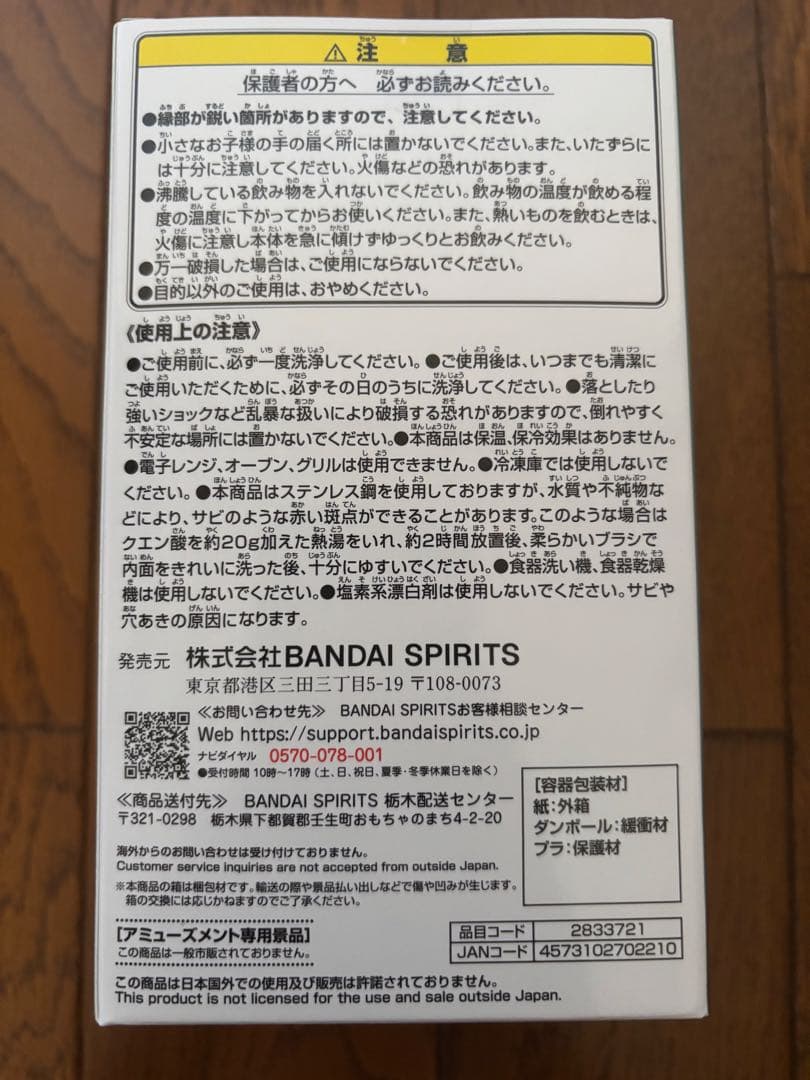 ⚠注意
保護者の方へ 必ずお読みください。
●縁部が鋭い箇所がありますので、注意してください。
●小さなお子様の手の届く所には置かないでください。また、いたずらに
は十分に注意してください。火傷などの恐れがあります。
●沸騰している飲み物を入れないでください。飲み物の温度が飲める程
度の温度に下がってからお使いください。また、熱いものを飲むときは、
火傷に注意し本体を急に傾けずゆっくりとお飲みください。
●万一破損した場合は、ご使用にならないでください。
●目的以外のご使用は、おやめください。
《使用上の注意》
●ご使用前に、必ず一度洗浄してください。●ご使用後は、いつまでも清潔に
ご使用いただくために、必ずその日のうちに洗浄してください。●落としたり
強いショックなど乱暴な扱いにより破損する恐れがありますので、倒れやすく
不安定な場所には置かないでください。●本商品は保温、保冷効果はありません。
●電子レンジ、オーブン、グリルは使用できません。●冷凍庫では使用しないで
ください。●本商品はステンレス鋼を使用しておりますが、水質や不純物な
どにより、サビのような赤い斑点ができることがあります。このような場合は
クエン酸を約20g加えた熱湯をいれ、約2時間放置後、柔らかいブラシで
内面をきれいに洗った後、十分にゆすいでください。●食器洗い機、食器乾燥
機は使用しないでください。●塩素系漂白剤は使用しないでください。サビや
穴あきの原因になります。
発売元 株式会社BANDAI SPIRITS
東京都港区三田三丁目5-19 〒108-0073
≪お問い合わせ先≫ BANDAI SPIRITSお客様相談センター
Web https://support.bandaispirits.co.jp
ナビダイヤル 0570-078-001
●受付時間 10時〜17時（土、日、祝日、夏季・冬季休業日を除く）
≪商品送付先≫ BANDAI SPIRITS 栃木配送センター
〒321-0298 栃木県下都賀郡壬生町おもちゃのまち4-2-20
[容器包装材]
紙：外箱
ダンボール：緩衝材
プラ：保護材
海外からのお問い合わせは受け付けておりません。
Customer service inquiries are not accepted from outside Japan.
※本商品の箱は梱包材です。輸送の際や景品払い出しなどで傷や凹みが生じます。
箱の交換には応じかねますのでご了承ください。
[アミューズメント専用景品]
この商品は一般市販されておりません。
品目コード 2833721
JANコード 4573102702210
この商品は日本国外での使用及び販売は許諾されておりません。
This product is not licensed for the use and sale outside Japan.